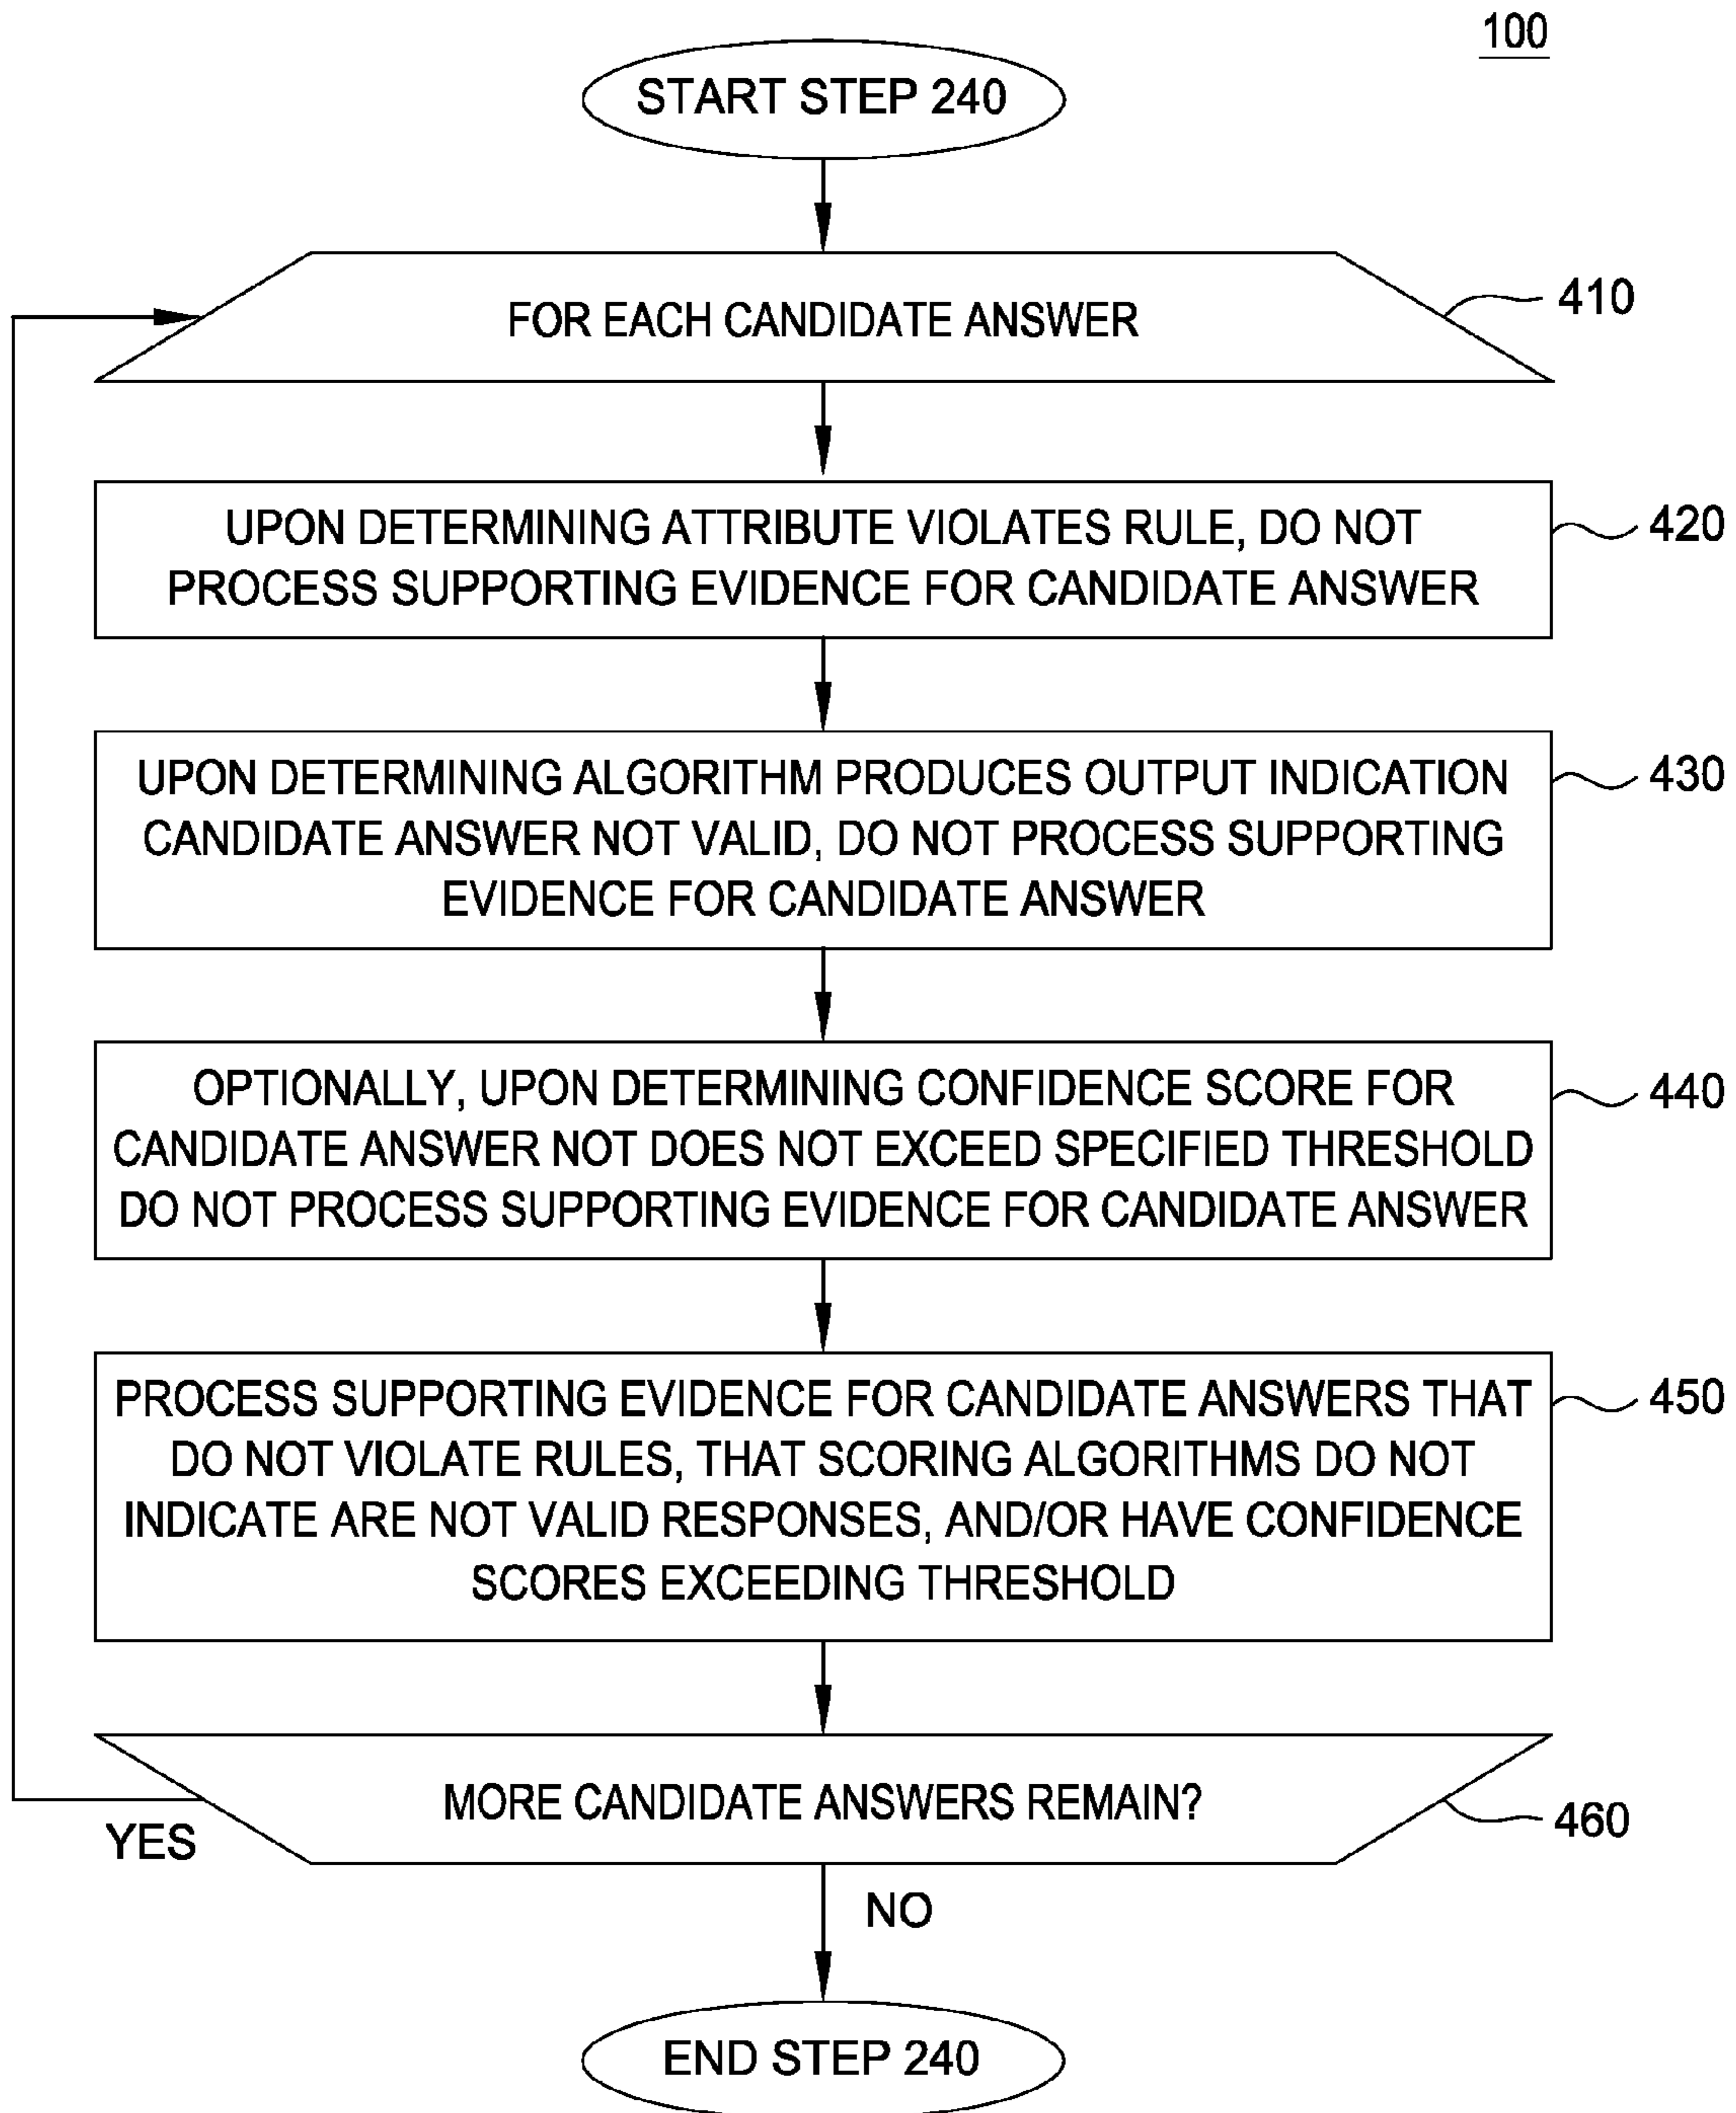 100
START STEP 240
FOR EACH CANDIDATE ANSWER
410
UPON DETERMINING ATTRIBUTE VIOLATES RULE, DO NOT
PROCESS SUPPORTING EVIDENCE FOR CANDIDATE ANSWER
420
UPON DETERMINING ALGORITHM PRODUCES OUTPUT INDICATION
CANDIDATE ANSWER NOT VALID, DO NOT PROCESS SUPPORTING
EVIDENCE FOR CANDIDATE ANSWER
430
OPTIONALLY, UPON DETERMINING CONFIDENCE SCORE FOR
CANDIDATE ANSWER NOT DOES NOT EXCEED SPECIFIED THRESHOLD
DO NOT PROCESS SUPPORTING EVIDENCE FOR CANDIDATE ANSWER
440
PROCESS SUPPORTING EVIDENCE FOR CANDIDATE ANSWERS THAT
DO NOT VIOLATE RULES, THAT SCORING ALGORITHMS DO NOT
INDICATE ARE NOT VALID RESPONSES, AND/OR HAVE CONFIDENCE
SCORES EXCEEDING THRESHOLD
450
MORE CANDIDATE ANSWERS REMAIN?
460
YES
NO
END STEP 240